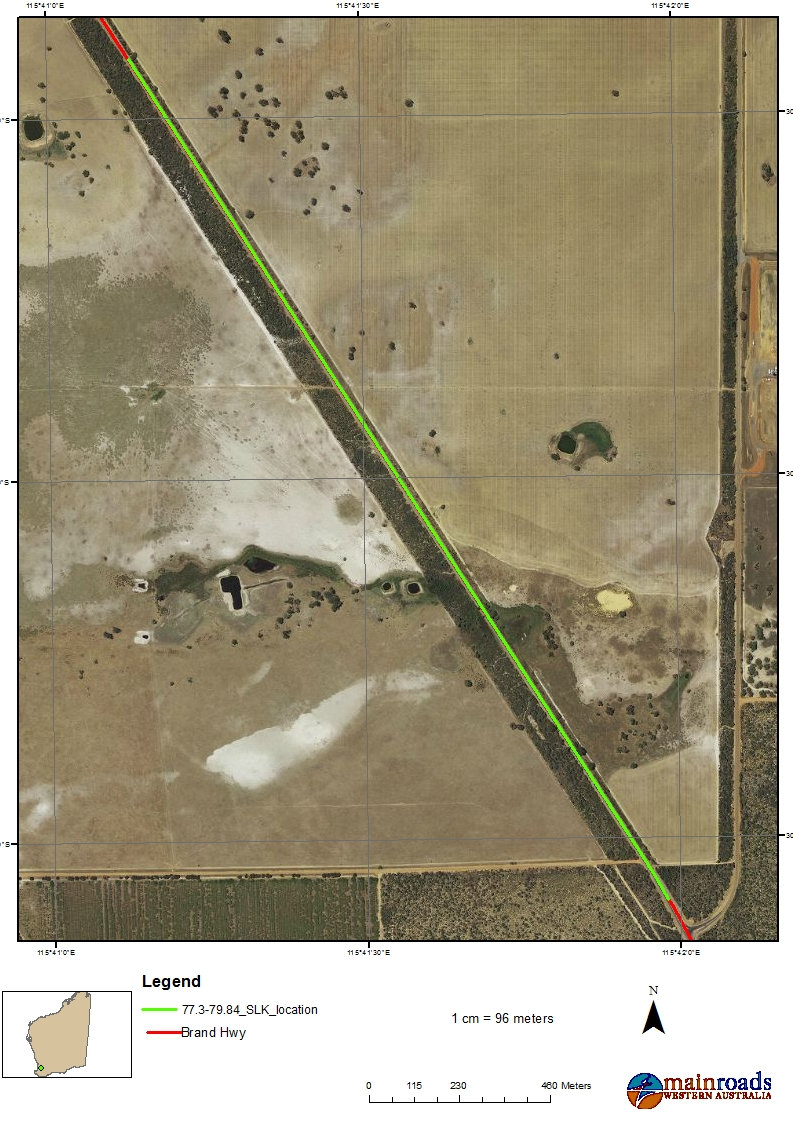 115°41'0"E 115°41'30"E 115°42'0"E
115°41'0"E 115°41'30"E 115°42'0"E
Legend
77.3-79.84_SLK_location
Brand Hwy
1 cm = 96 meters
N
0 115 230 460 Meters
mainroads
WESTERN AUSTRALIA